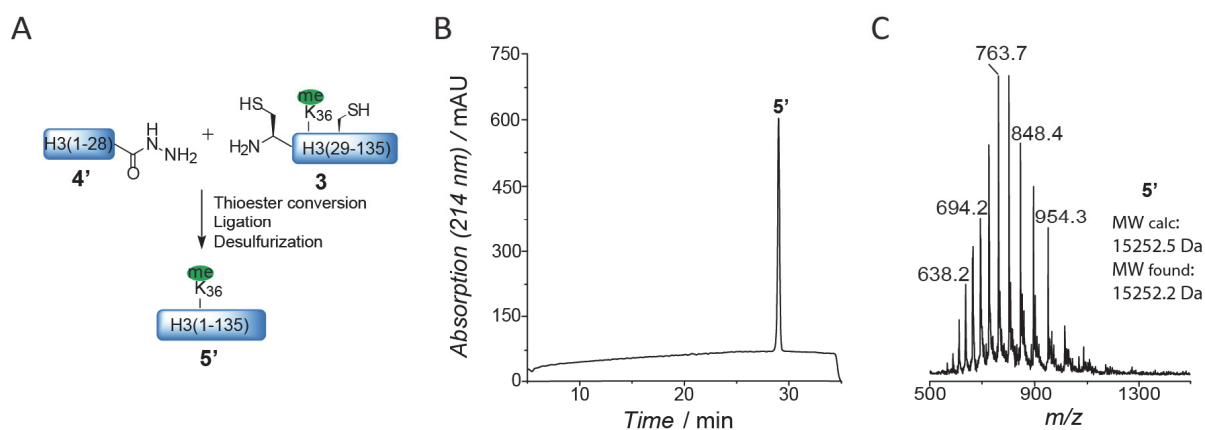 A
me
HS
K36
SH
H3(1-28)
H
N
NH2
O
+
H2N
H3(29-135)
4’
3
Thioester conversion
Ligation
Desulfurization
me
K36
H3(1-135)
5’
B
Absorption (214 nm) / mAU
750
600
450
300
150
0
5’
10
20
30
Time / min
C
763.7
848.4
694.2
954.3
638.2
5’
MW calc:
15252.5 Da
MW found:
15252.2 Da
500
900
1300
m/z